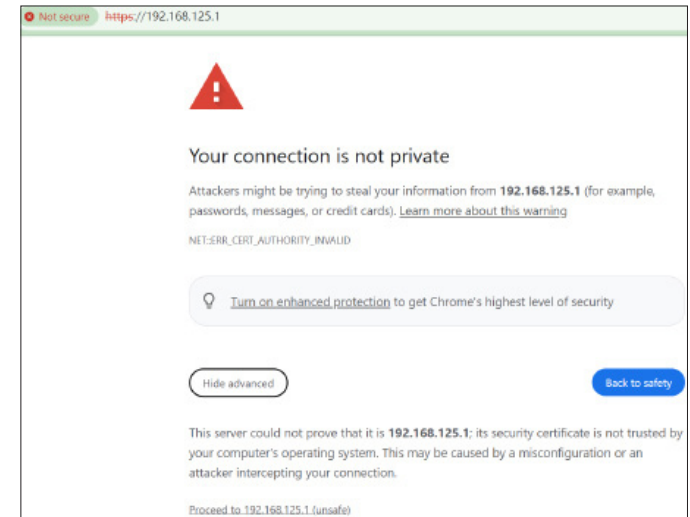 Not secure https://192.168.125.1
Your connection is not private
Attackers might be trying to steal your information from 192.168.125.1 (for example,
passwords, messages, or credit cards). Learn more about this warning
NET::ERR_CERT_AUTHORITY_INVALID
Turn on enhanced protection to get Chrome's highest level of security
Hide advanced
Back to safety
This server could not prove that it is 192.168.125.1; its security certificate is not trusted by
your computer's operating system. This may be caused by a misconfiguration or an
attacker intercepting your connection.
Proceed to 192.168.125.1 (unsafe)